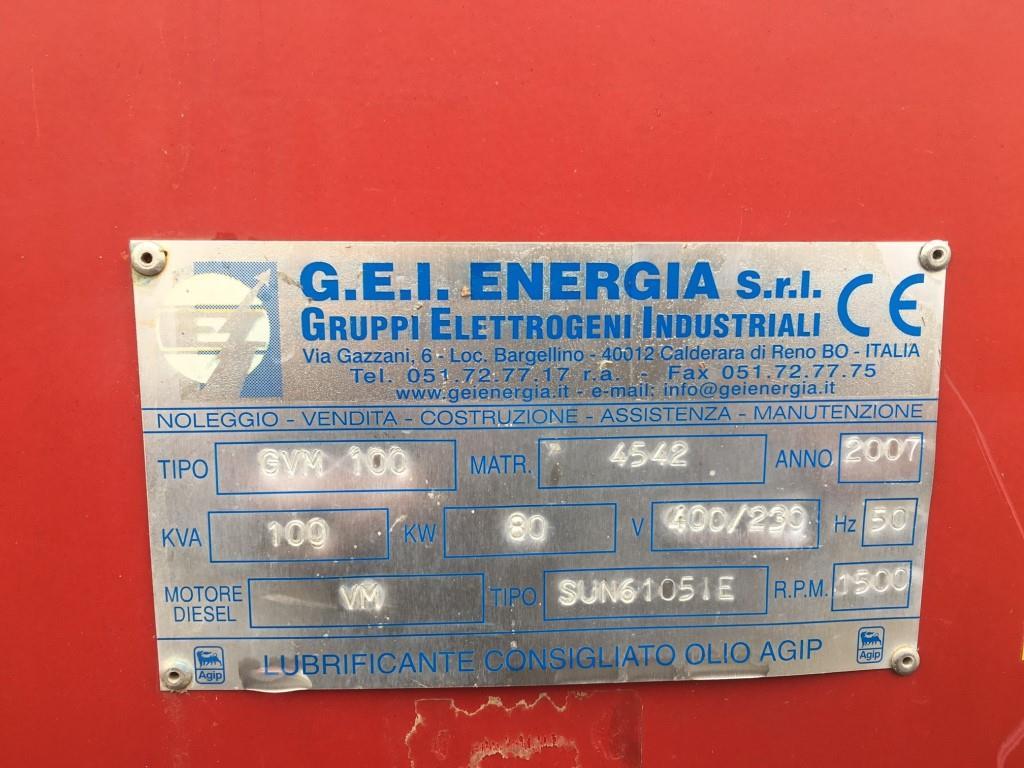 G.E.I. ENERGIA S.r.l.
GRUPPI ELETTROGENI INDUSTRIALI CE
Via Gazzani, 6 - Loc. Bargellino - 40012 Calderara di Reno BO - ITALIA
Tel. 051.72.77.17 r.a. - Fax 051.72.77.75
www.geienergia.it - e-mail: info@geienergia.it
NOLEGGIO - VENDITA - COSTRUZIONE - ASSISTENZA - MANUTENZIONE
TIPO GVM 100 MATR. 4542 ANNO 2007
KVA 100 KW 80 V 400/230 Hz 50
MOTORE DIESEL VM TIPO SUN6105IE R.P.M. 1500
Agip LUBRIFICANTE CONSIGLIATO OLIO AGIP Agip